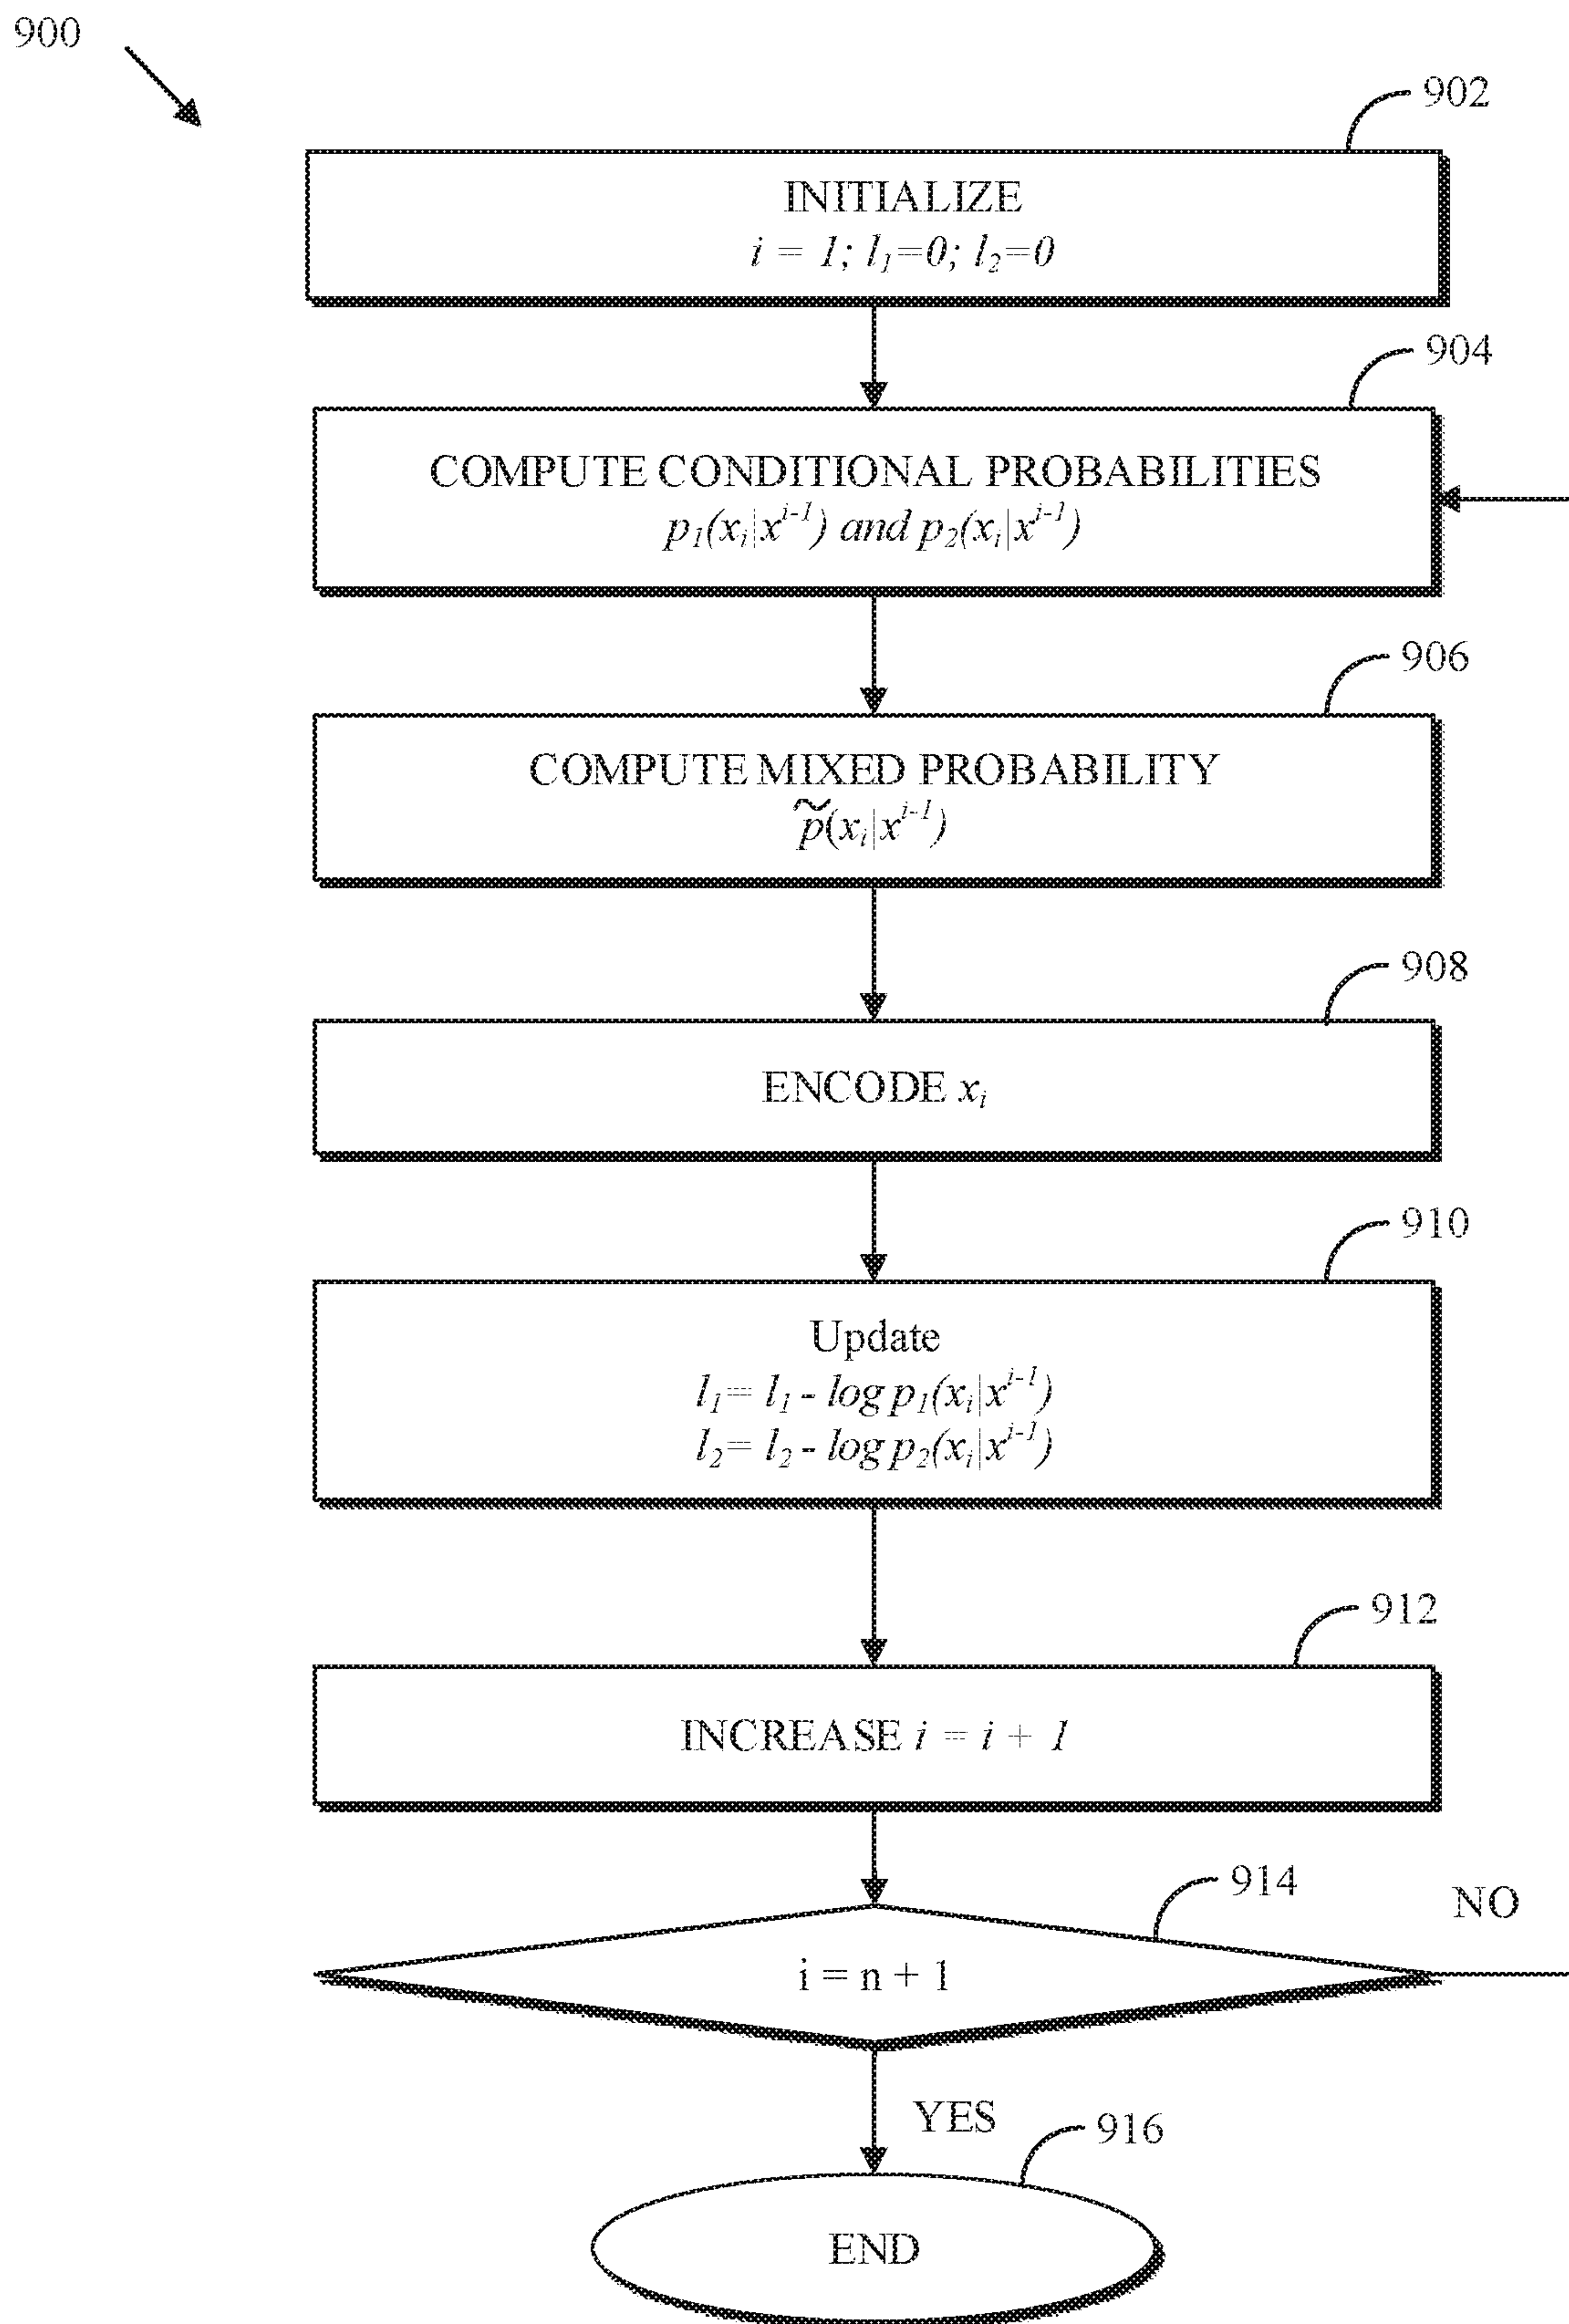 900
902
INITIALIZE
i = 1; l₁=0; l₂=0
904
COMPUTE CONDITIONAL PROBABILITIES
p₁(xᵢ|xⁱ⁻¹) and p₂(xᵢ|xⁱ⁻¹)
906
COMPUTE MIXED PROBABILITY
p̃(xᵢ|xⁱ⁻¹)
908
ENCODE xᵢ
910
Update
l₁= l₁ - log p₁(xᵢ|xⁱ⁻¹)
l₂= l₂ - log p₂(xᵢ|xⁱ⁻¹)
912
INCREASE i = i + 1
914
NO
i = n + 1
YES
916
END